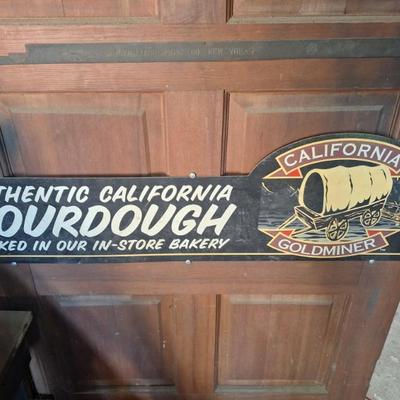 THENTIC CALIFORNIA
OURDOUGH
KED IN OUR IN-STORE BAKERY
CALIFORNIA
GOLDMINER